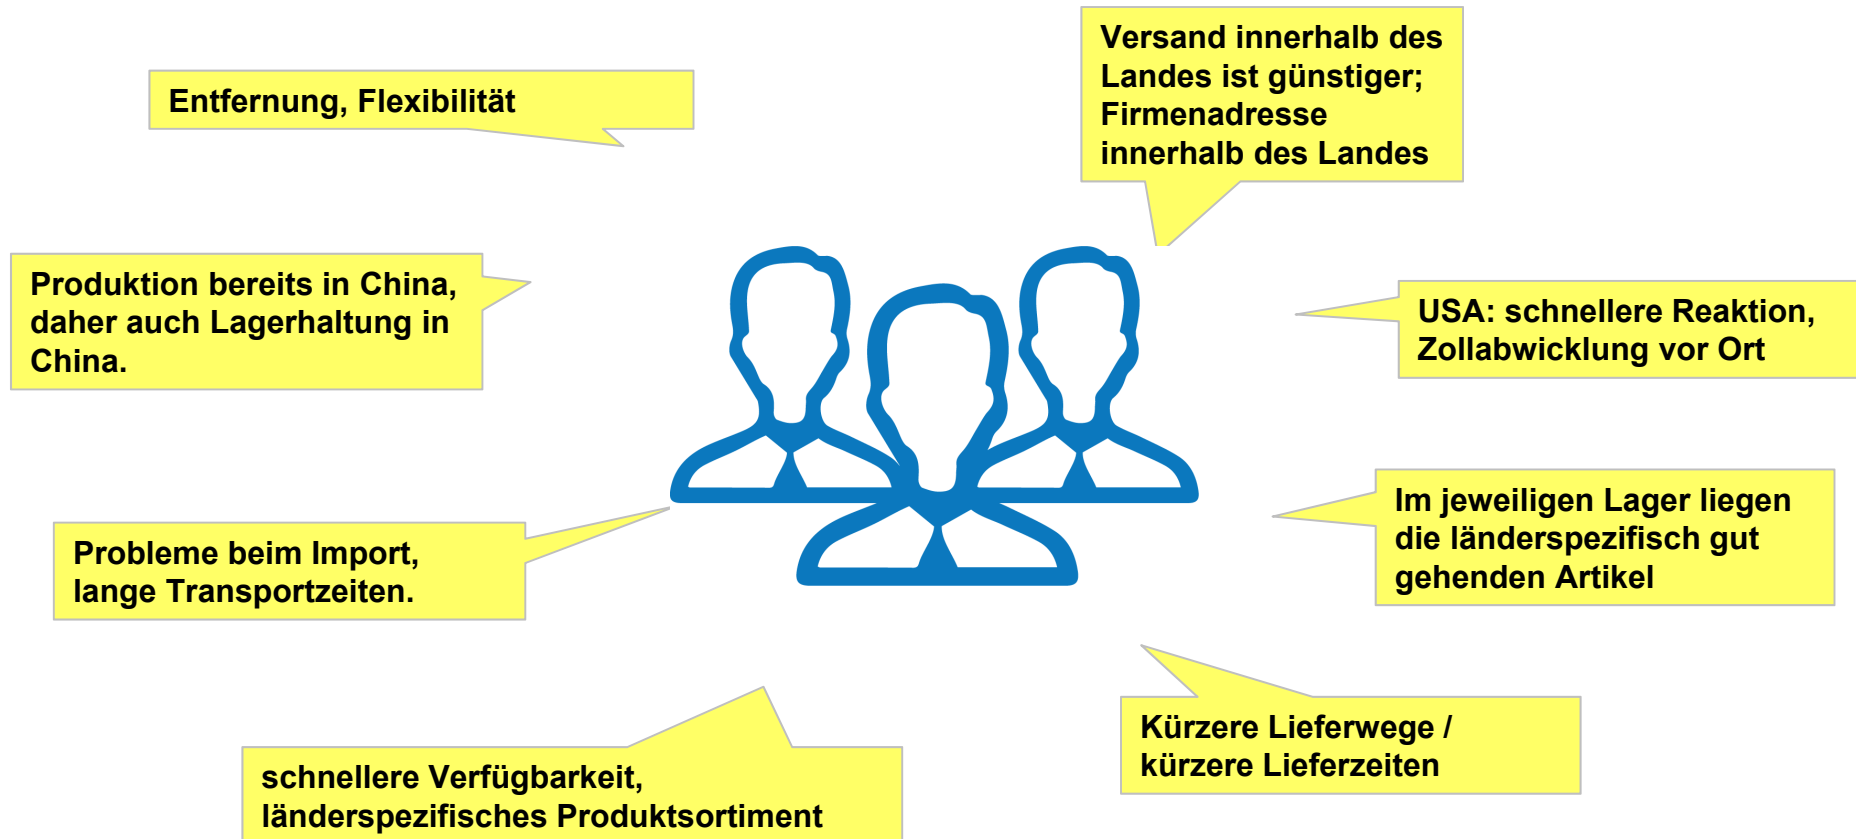 Versand innerhalb des
Landes ist günstiger;
Firmenadresse
innerhalb des Landes
Entfernung, Flexibilität
Produktion bereits in China,
daher auch Lagerhaltung in
China.
USA: schnellere Reaktion,
Zollabwicklung vor Ort
Im jeweiligen Lager liegen
die länderspezifisch gut
gehenden Artikel
Probleme beim Import,
lange Transportzeiten.
Kürzere Lieferwege /
kürzere Lieferzeiten
schnellere Verfügbarkeit,
länderspezifisches Produktsortiment